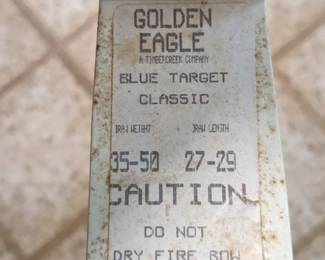 GOLDEN
EAGLE
A TIMBERCREEK COMPANY
BLUE TARGET
CLASSIC
DRAW WEIGHT DRAW LENGTH
35-50 27-29
CAUTION
DO NOT
DRY FIRE BOW